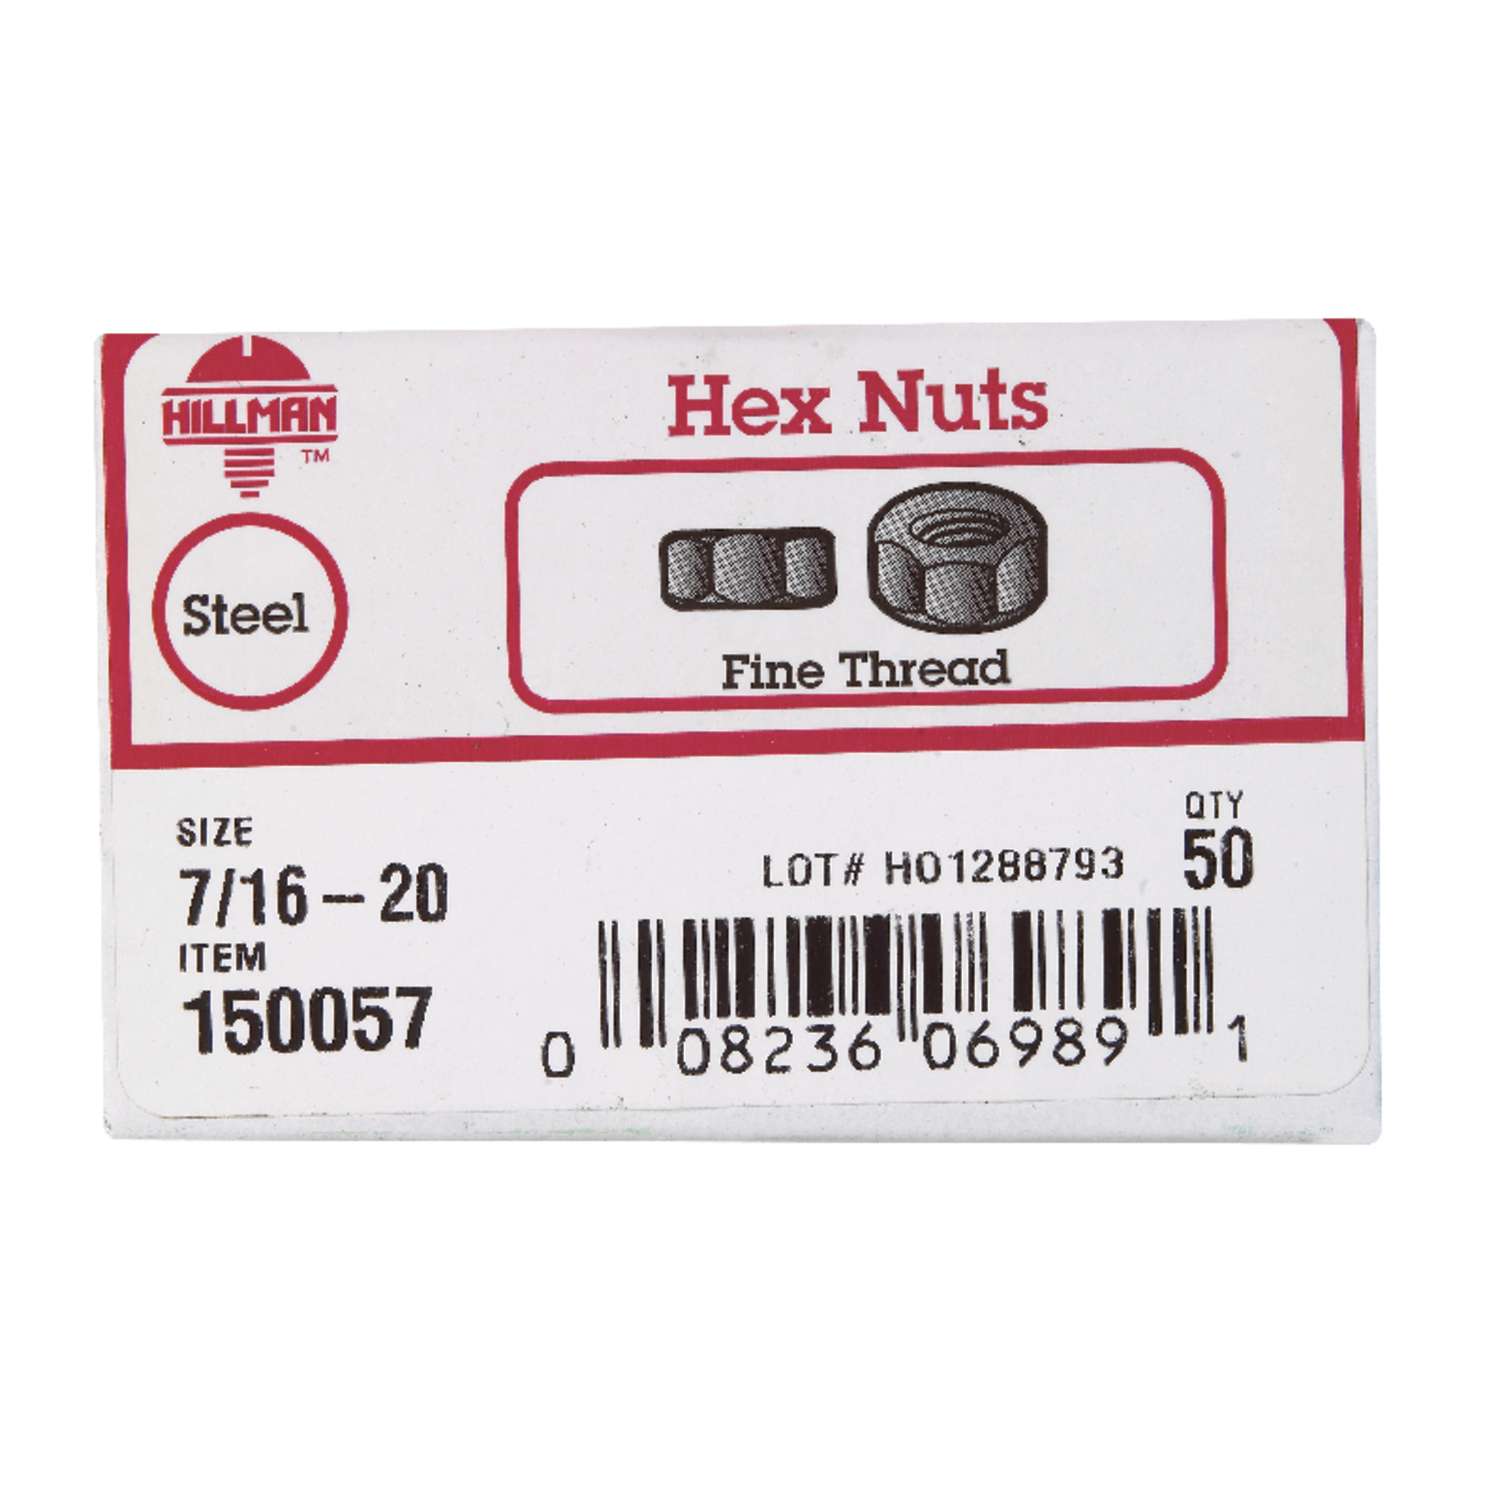 HILLMAN
TM
Hex Nuts
Steel
Fine Thread
SIZE
7/16-20
ITEM
150057
LOT# H01288793
QTY
50
0 08236 06989 1